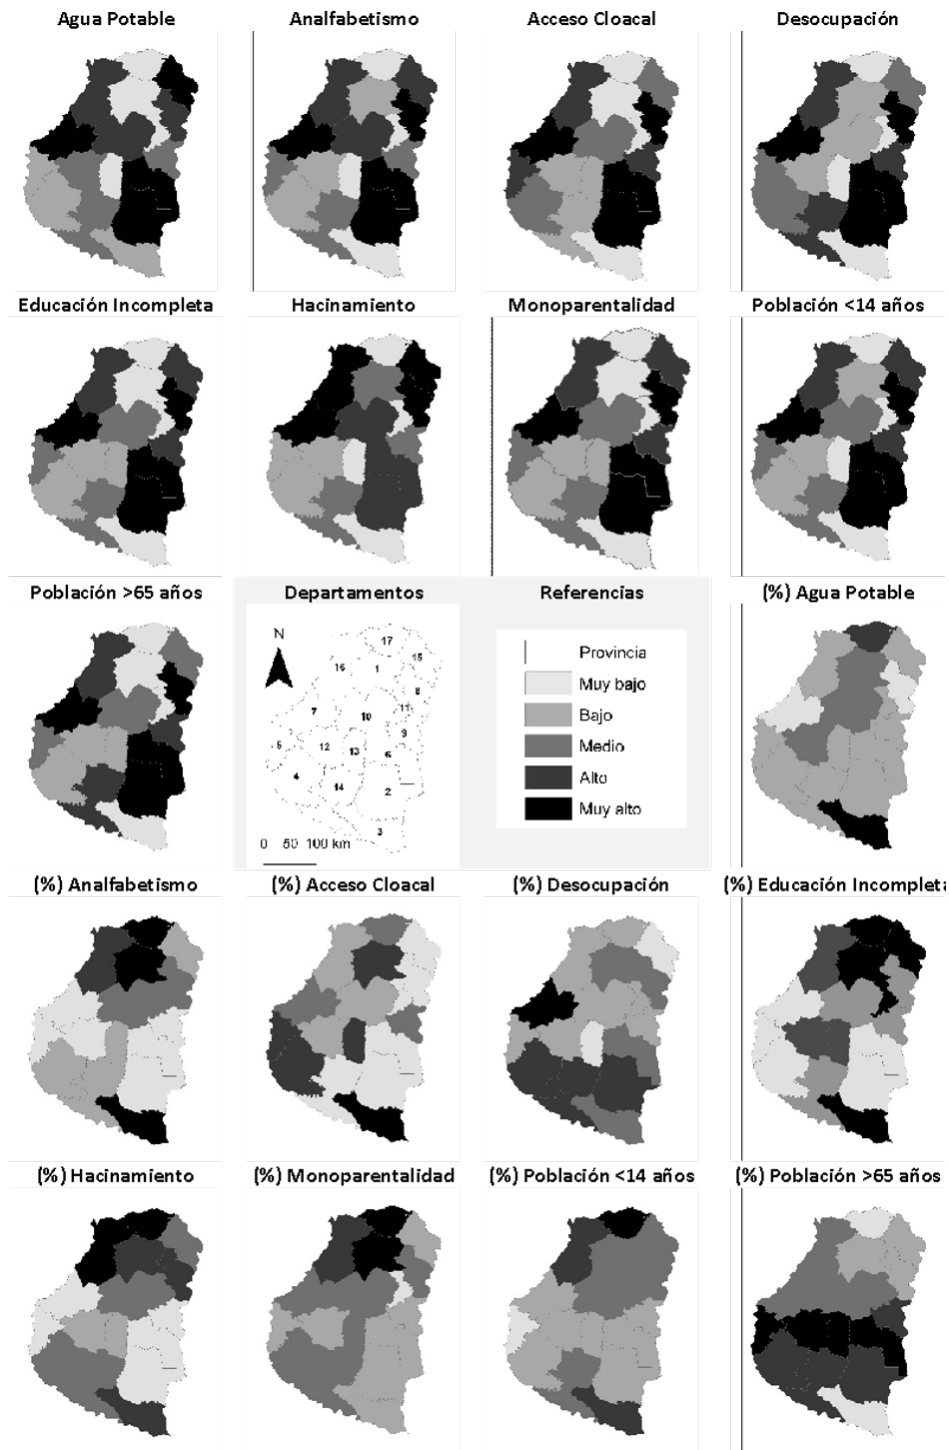 Agua Potable
Analfabetismo
Acceso Cloacal
Desocupación
Educación Incompleta
Hacinamiento
Monoparentalidad
Población <14 años
Población >65 años
Departamentos
Referencias
(%) Agua Potable
N
17
16
1
15
8
7
10
11
5
12
13
9
6
4
14
2
3
0 50 100 km
Provincia
Muy bajo
Bajo
Medio
Alto
Muy alto
(%) Analfabetismo
(%) Acceso Cloacal
(%) Desocupación
(%) Educación Incompleta
(%) Hacinamiento
(%) Monoparentalidad
(%) Población <14 años
(%) Población >65 años